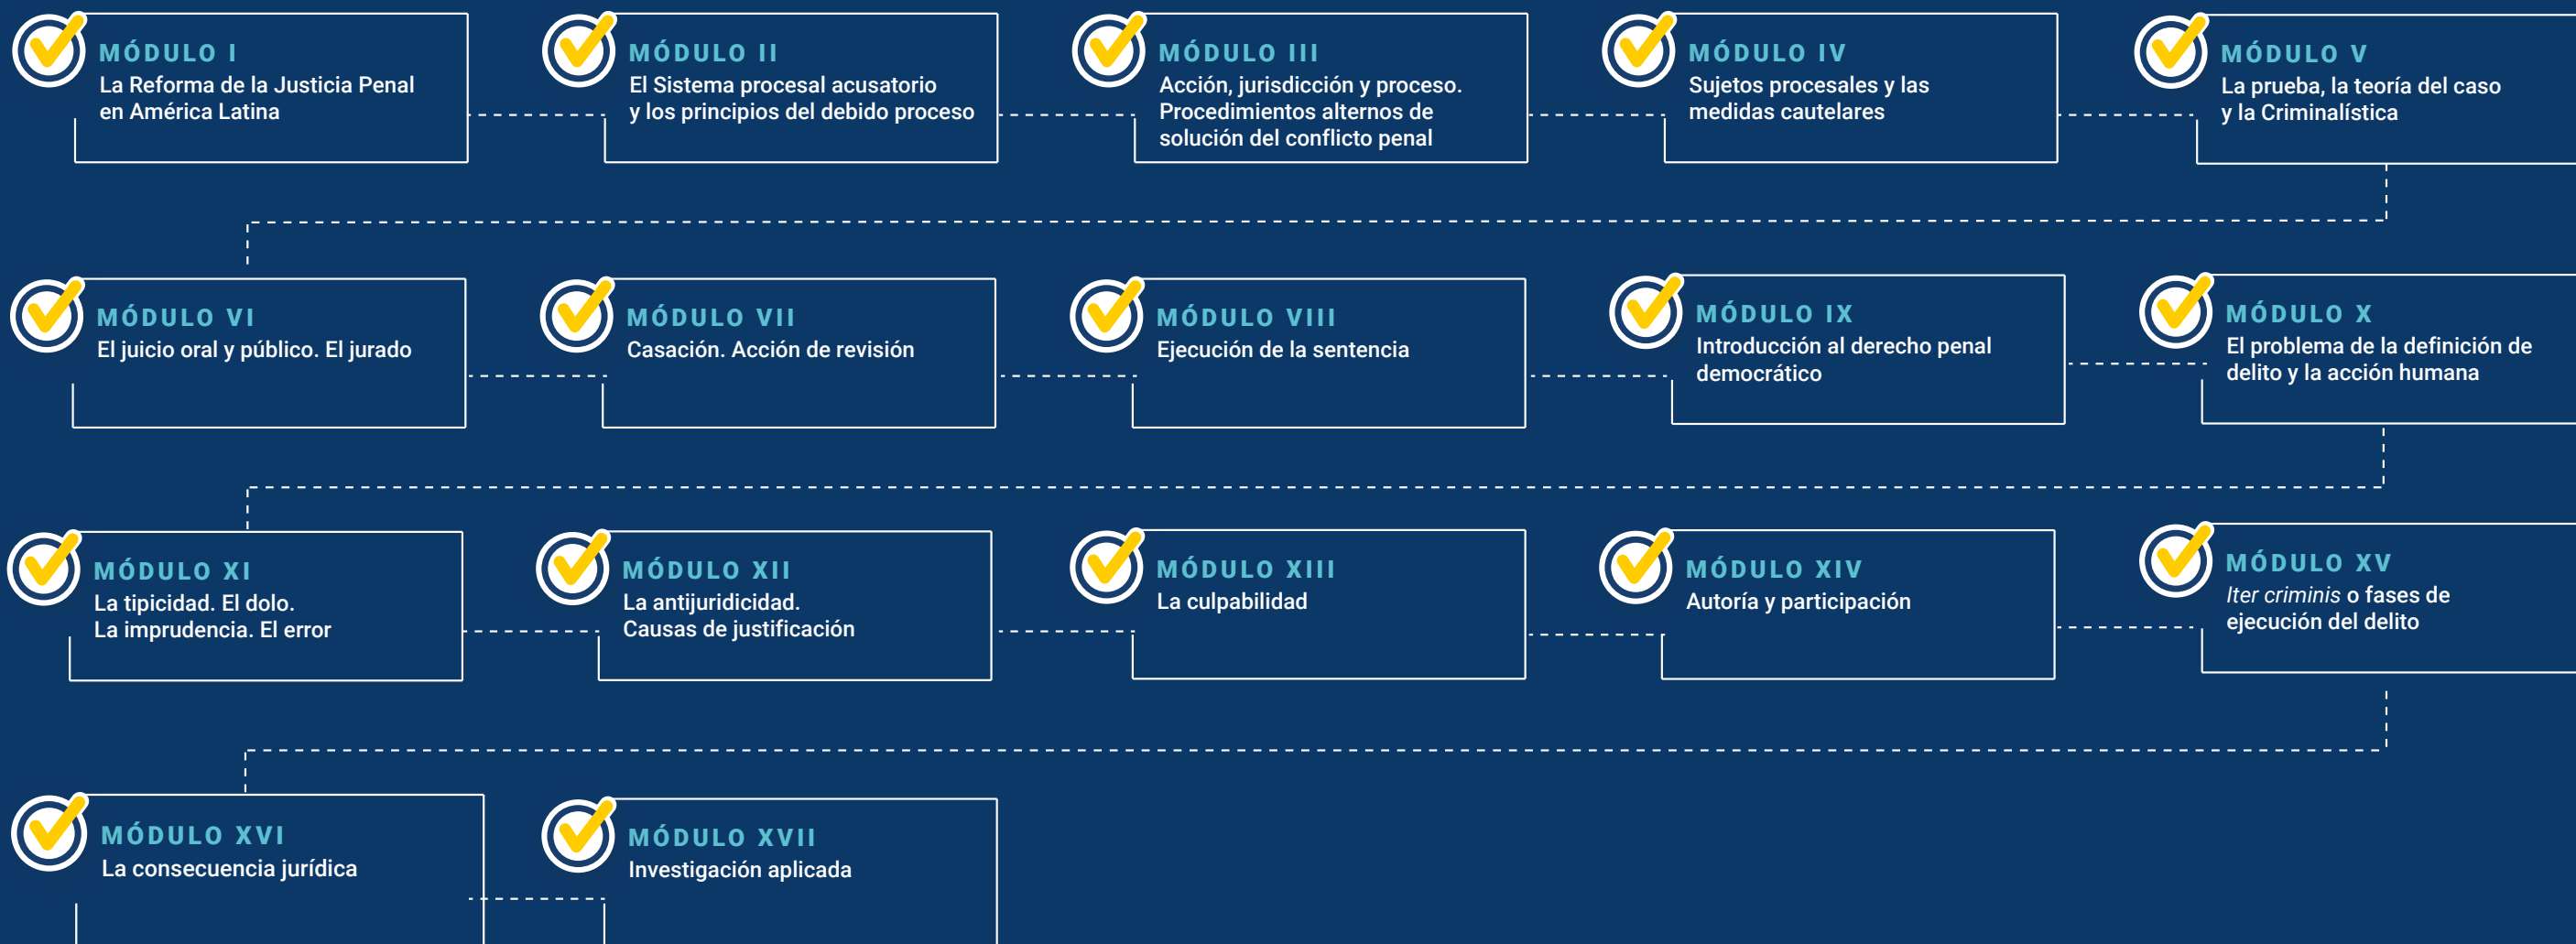 MÓDULO I
La Reforma de la Justicia Penal
en América Latina
MÓDULO II
El Sistema procesal acusatorio
y los principios del debido proceso
MÓDULO III
Acción, jurisdicción y proceso.
Procedimientos alternos de
solución del conflicto penal
MÓDULO IV
Sujetos procesales y las
medidas cautelares
MÓDULO V
La prueba, la teoría del caso
y la Criminalística
MÓDULO VI
El juicio oral y público. El jurado
MÓDULO VII
Casación. Acción de revisión
MÓDULO VIII
Ejecución de la sentencia
MÓDULO IX
Introducción al derecho penal
democrático
MÓDULO X
El problema de la definición de
delito y la acción humana
MÓDULO XI
La tipicidad. El dolo.
La imprudencia. El error
MÓDULO XII
La antijuridicidad.
Causas de justificación
MÓDULO XIII
La culpabilidad
MÓDULO XIV
Autoría y participación
MÓDULO XV
Iter criminis o fases de
ejecución del delito
MÓDULO XVI
La consecuencia jurídica
MÓDULO XVII
Investigación aplicada